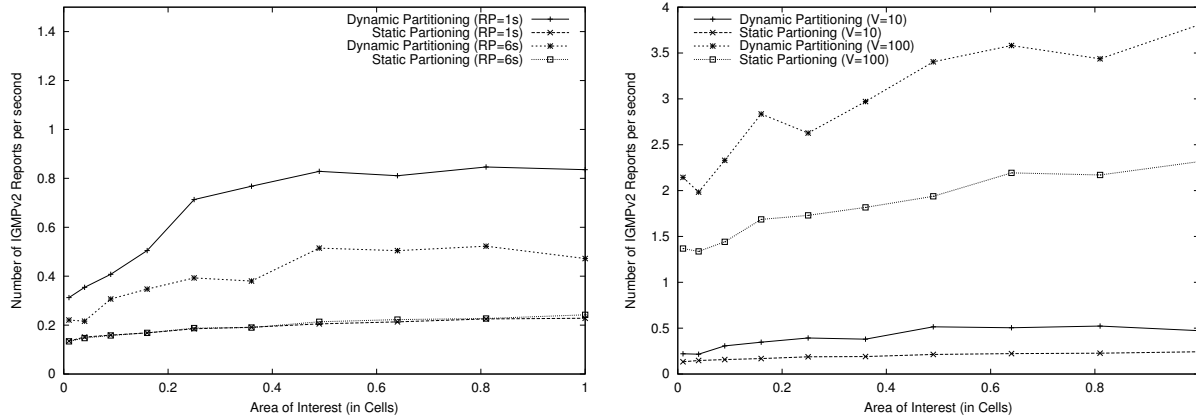 Number of IGMPv2 Reports per second
1.4
1.2
1
0.8
0.6
0.4
0.2
0
Dynamic Partitioning (RP=1s)
Static Partioning (RP=1s)
Dynamic Partitioning (RP=6s)
Static Partioning (RP=6s)
0 0.2 0.4 0.6 0.8 1
Area of Interest (in Cells)
Number of IGMPv2 Reports per second
4
3.5
3
2.5
2
1.5
1
0.5
0
Dynamic Partitioning (V=10)
Static Partioning (V=10)
Dynamic Partitioning (V=100)
Static Partioning (V=100)
0 0.2 0.4 0.6 0.8
Area of Interest (in Cells)